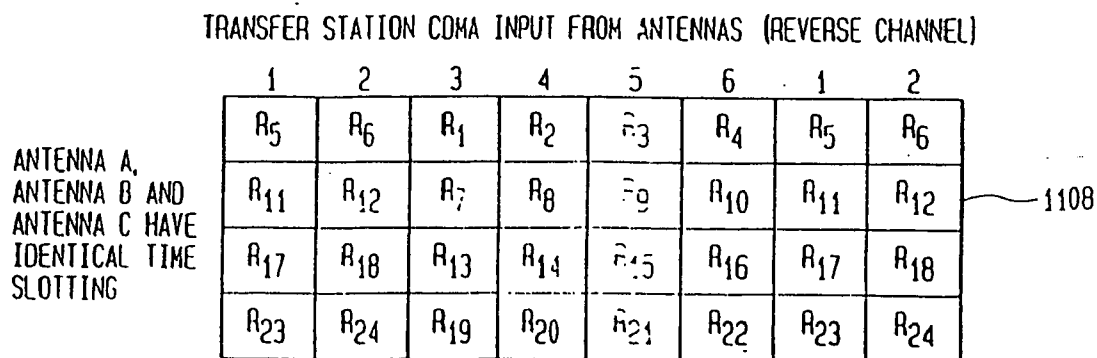 TRANSFER STATION CDMA INPUT FROM ANTENNAS (REVERSE CHANNEL)
1 2 3 4 5 6 1 2
R5 R6 R1 R2 R3 R4 R5 R6
ANTENNA A,
ANTENNA B AND
ANTENNA C HAVE
IDENTICAL TIME
SLOTTING
R11 R12 R7 R8 R9 R10 R11 R12
1108
R17 R18 R13 R14 R15 R16 R17 R18
R23 R24 R19 R20 R21 R22 R23 R24